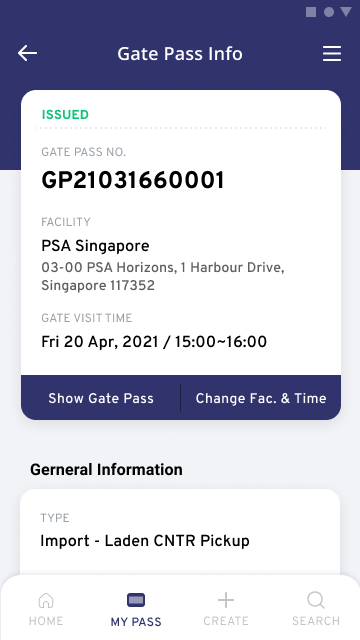 Gate Pass Info
ISSUED
GATE PASS NO.
GP21031660001
FACILITY
PSA Singapore
03-00 PSA Horizons, 1 Harbour Drive,
Singapore 117352
GATE VISIT TIME
Fri 20 Apr, 2021 / 15:00~16:00
Show Gate Pass
Change Fac. & Time
Gerneral Information
TYPE
Import - Laden CNTR Pickup
HOME
MY PASS
CREATE
SEARCH